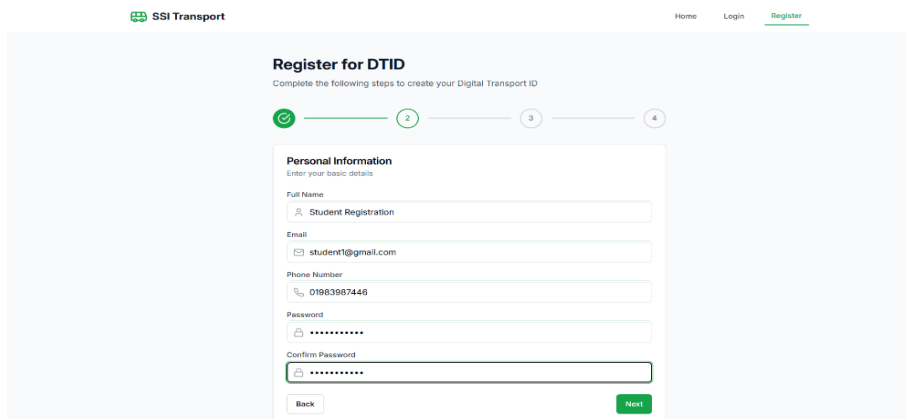 SSI Transport
Home Login Register
Register for DTID
Complete the following steps to create your Digital Transport ID
2 3 4
Personal Information
Enter your basic details
Full Name
Student Registration
Email
student1@gmail.com
Phone Number
01983987446
Password
•••••••••••
Confirm Password
•••••••••••
Back Next